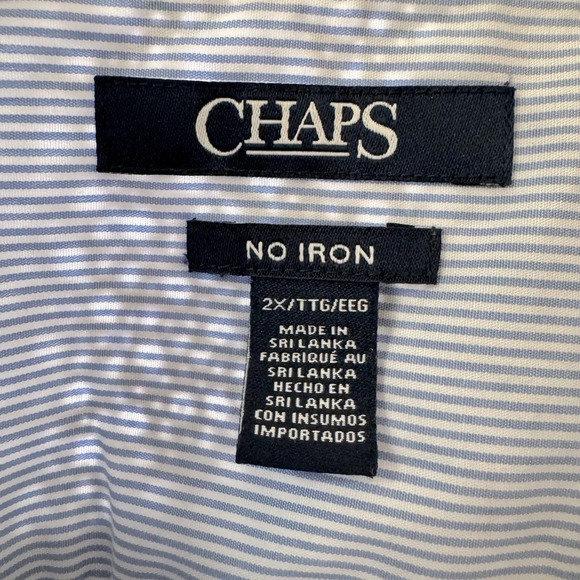 CHAPS
NO IRON
2X/TTG/EEG
MADE IN
SRI LANKA
FABRIQUÉ AU
SRI LANKA
HECHO EN
SRI LANKA
CON INSUMOS
IMPORTADOS